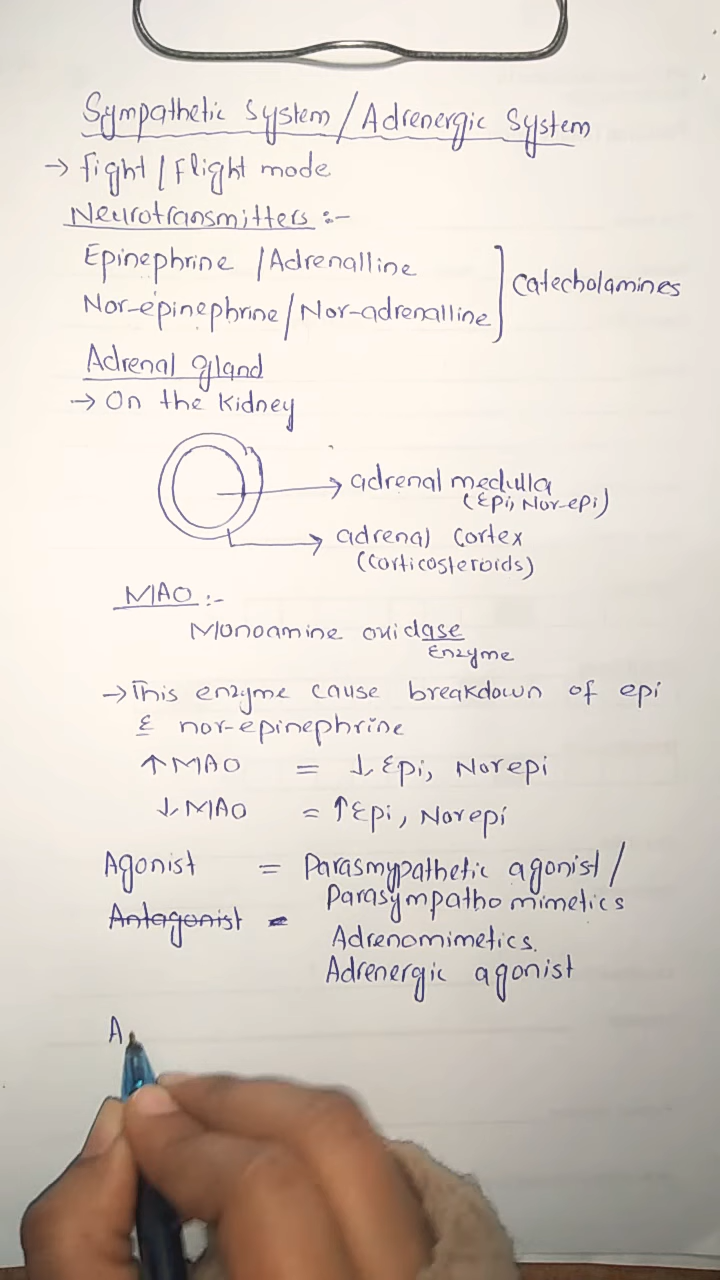 Sympathetic System / Adrenergic System
→ fight / Flight mode
Neurotransmitters :-
Epinephrine / Adrenalline
Nor-epinephrine / Nor-adrenalline
Catecholamines
Adrenal gland
→ On the kidney
adrenal medulla
(Epi, Nor-epi)
adrenal cortex
(corticosteroids)
MAO :-
Monoamine oxidase
Enzyme
→ This enzyme cause breakdown of epi
& nor-epinephrine
↑ MAO = ↓ Epi, Norepi
↓ MAO = ↑ Epi, Norepi
Agonist = Parasmypathetic agonist /
Parasympathomimetics
Antagonist =
Adrenomimetics.
Adrenergic agonist
A